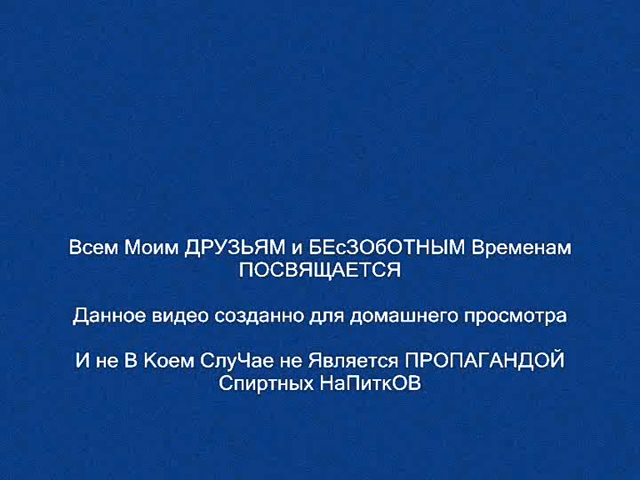 Всем Моим ДРУЗЬЯМ и БЕсЗОбОТНЫМ Временам
ПОСВЯЩАЕТСЯ
Данное видео созданно для домашнего просмотра
И не В Коем СлуЧае не Является ПРОПАГАНДОЙ
Спиртных НаПиткОВ